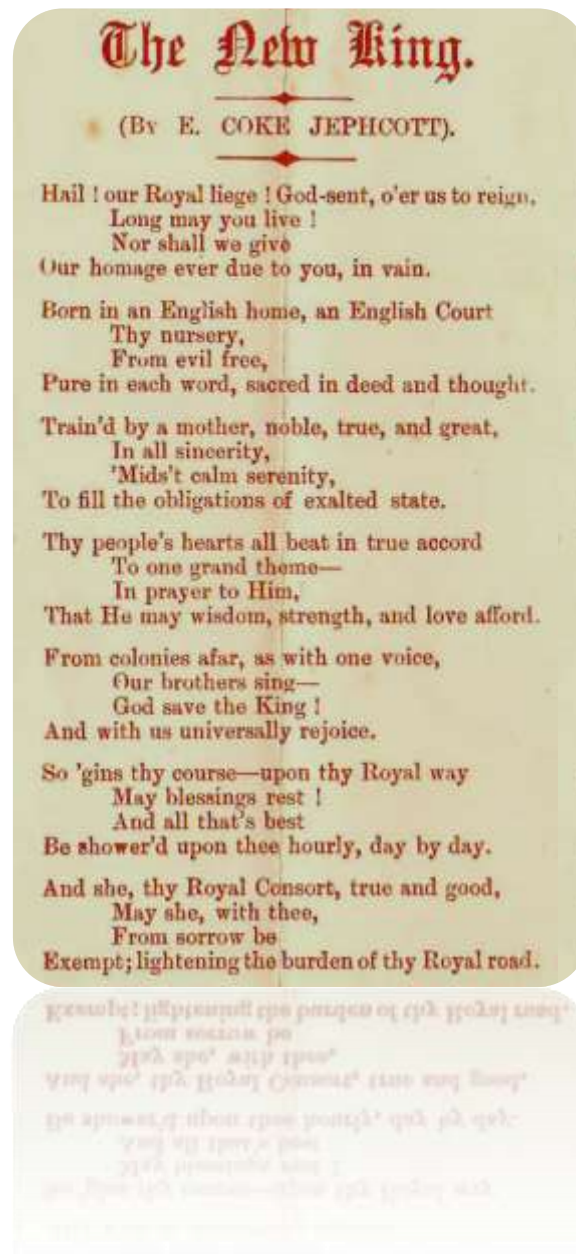 The New King.
(By E. COKE JEPHCOTT).
Hail ! our Royal liege ! God-sent, o'er us to reign,
Long may you live !
Nor shall we give
Our homage ever due to you, in vain.
Born in an English home, an English Court
Thy nursery,
From evil free,
Pure in each word, sacred in deed and thought.
Train'd by a mother, noble, true, and great,
In all sincerity,
'Mids't calm serenity,
To fill the obligations of exalted state.
Thy people's hearts all beat in true accord
To one grand theme—
In prayer to Him,
That He may wisdom, strength, and love afford.
From colonies afar, as with one voice,
Our brothers sing—
God save the King !
And with us universally rejoice.
So 'gins thy course—upon thy Royal way
May blessings rest !
And all that's best
Be shower'd upon thee hourly, day by day.
And she, thy Royal Consort, true and good,
May she, with thee,
From sorrow be
Exempt; lightening the burden of thy Royal road.